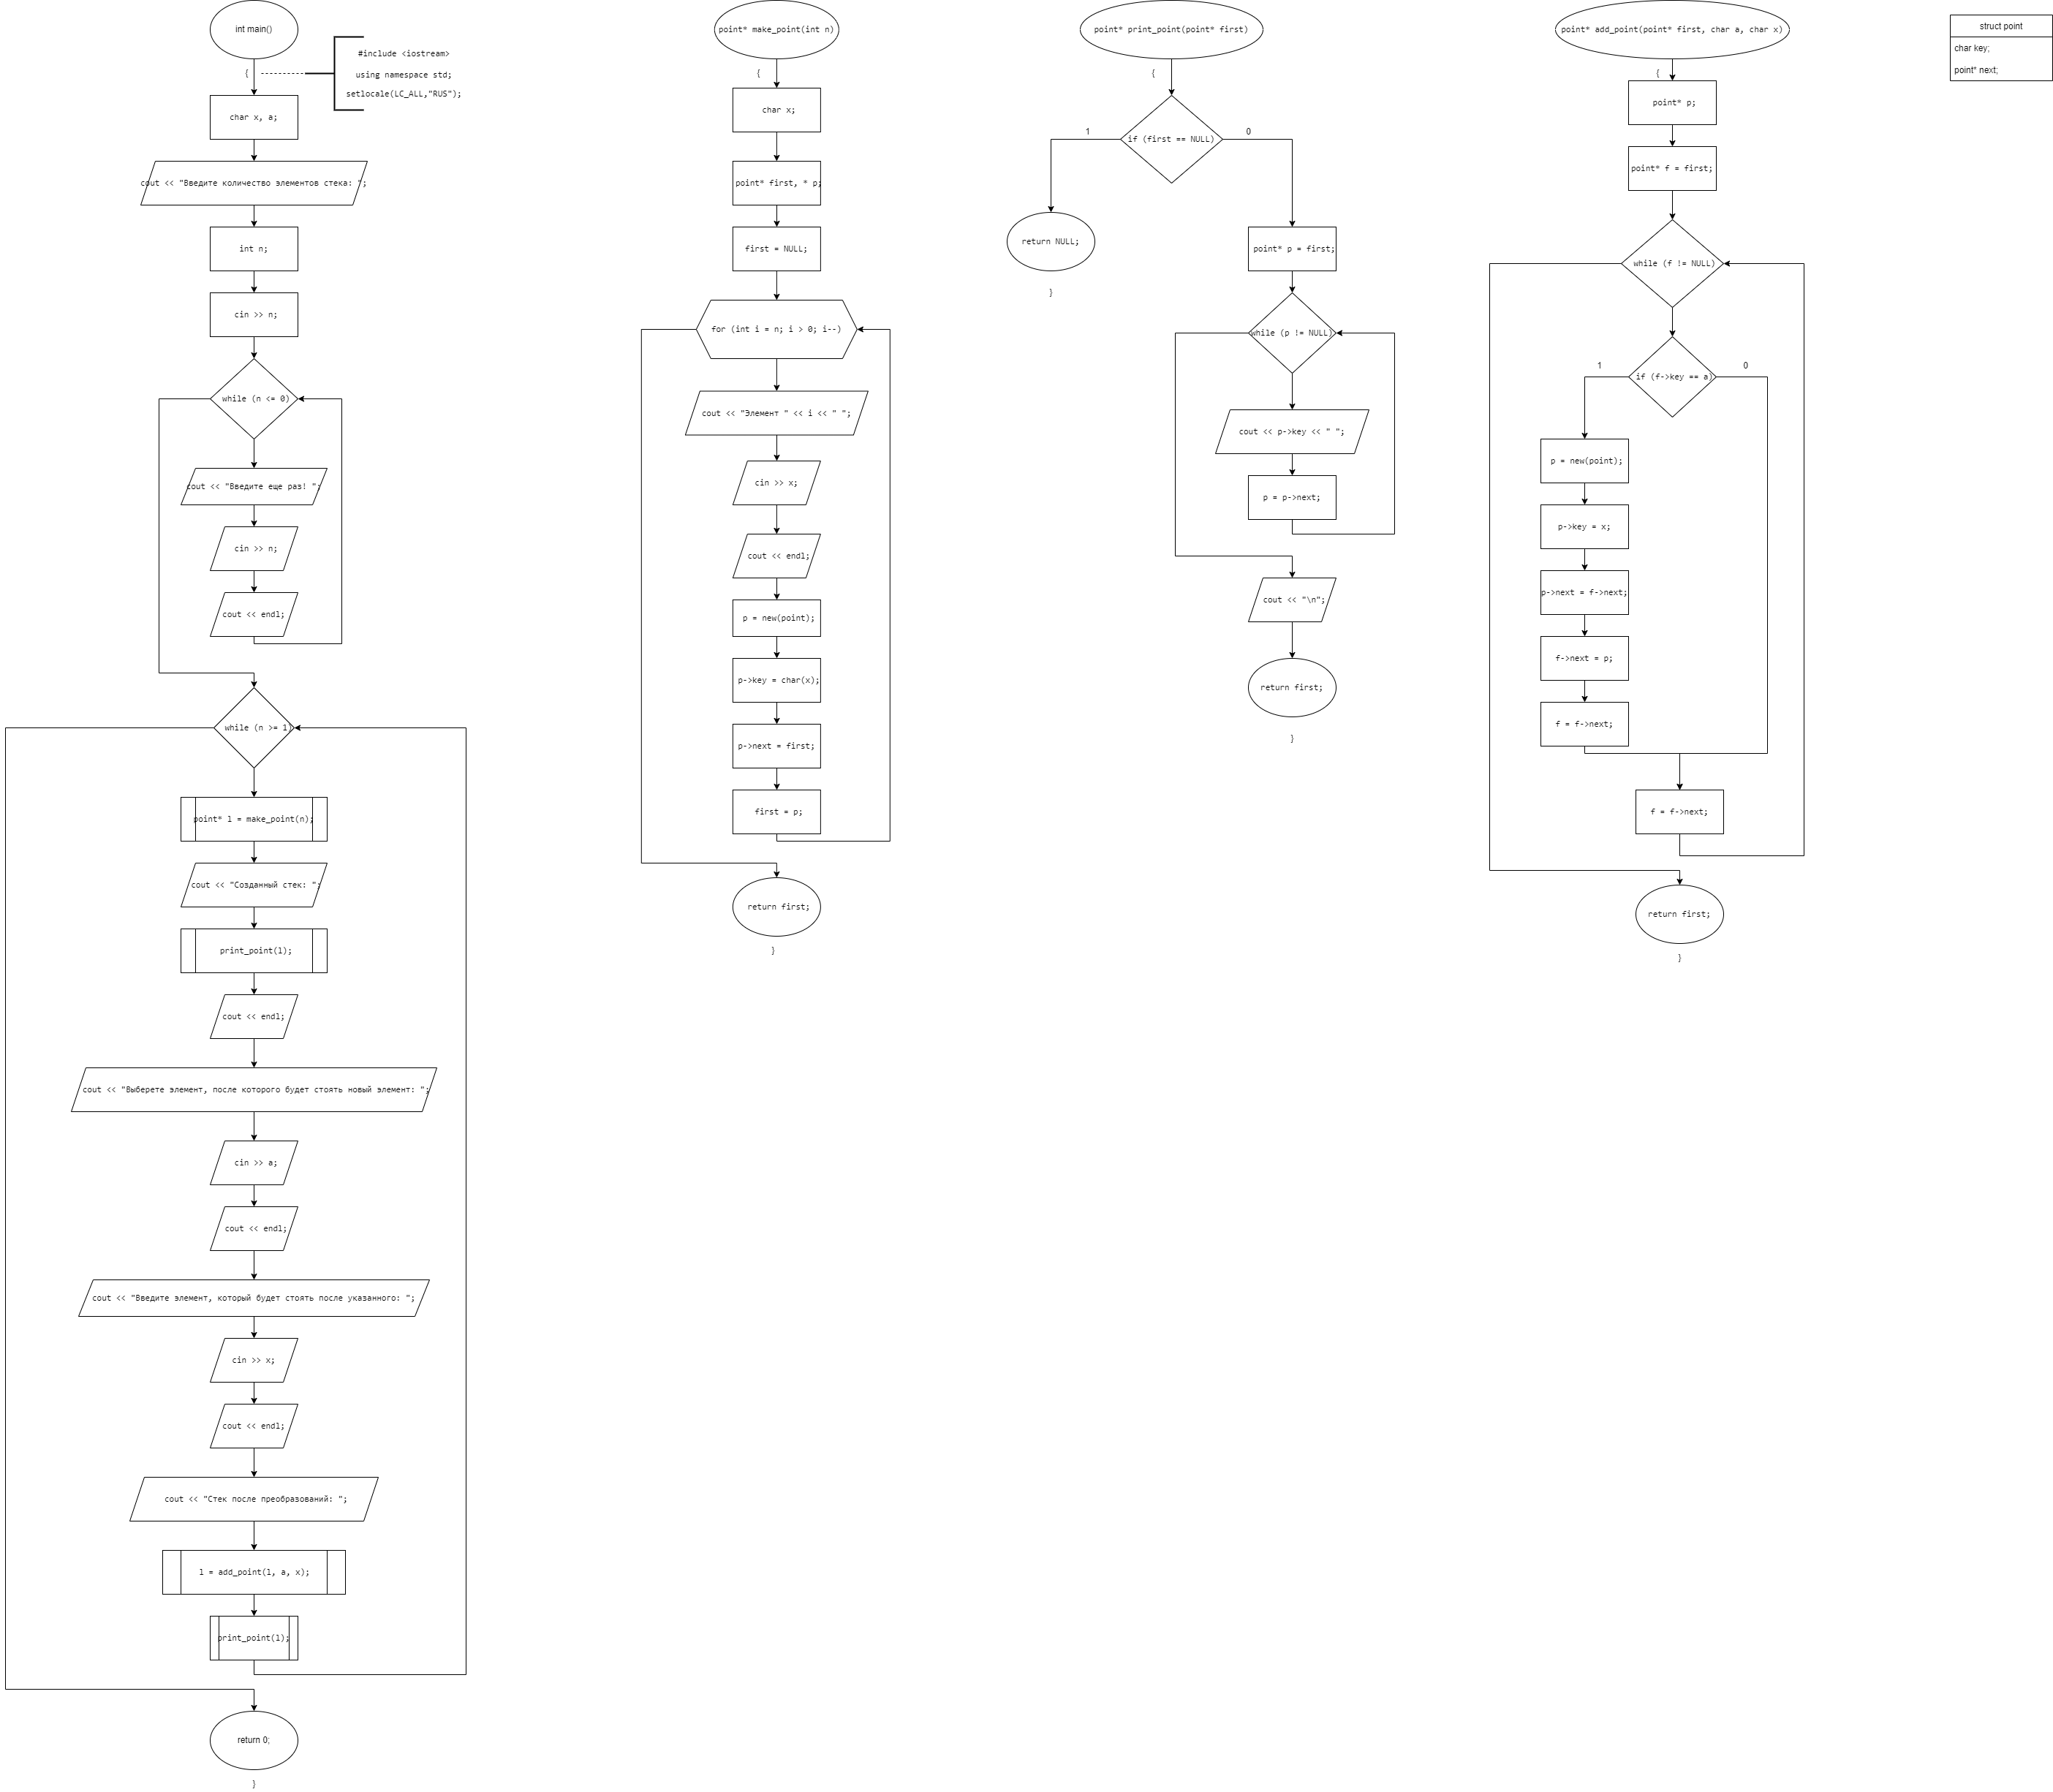 int main()
{
#include <iostream>
using namespace std;
setlocale(LC_ALL,"RUS");
char x, a;
cout << "Введите количество элементов стека: ";
int n;
cin >> n;
while (n <= 0)
cout << "Введите еще раз! ";
cin >> n;
cout << endl;
while (n >= 1)
point* l = make_point(n);
cout << "Созданный стек: ";
print_point(l);
cout << endl;
cout << "Выберете элемент, после которого будет стоять новый элемент: ";
cin >> a;
cout << endl;
cout << "Введите элемент, который будет стоять после указанного: ";
cin >> x;
cout << endl;
cout << "Стек после преобразований: ";
l = add_point(l, a, x);
print_point(l);
return 0;
}
point* make_point(int n)
{
char x;
point* first, * p;
first = NULL;
for (int i = n; i > 0; i--)
cout << "Элемент " << i << " ";
cin >> x;
cout << endl;
p = new(point);
p->key = char(x);
p->next = first;
first = p;
return first;
}
point* print_point(point* first)
{
if (first == NULL)
1
0
return NULL;
}
point* p = first;
while (p != NULL)
cout << p->key << " ";
p = p->next;
cout << "\n";
return first;
}
point* add_point(point* first, char a, char x)
{
point* p;
point* f = first;
while (f != NULL)
if (f->key == a)
1
0
p = new(point);
p->key = x;
p->next = f->next;
f->next = p;
f = f->next;
f = f->next;
return first;
}
struct point
char key;
point* next;